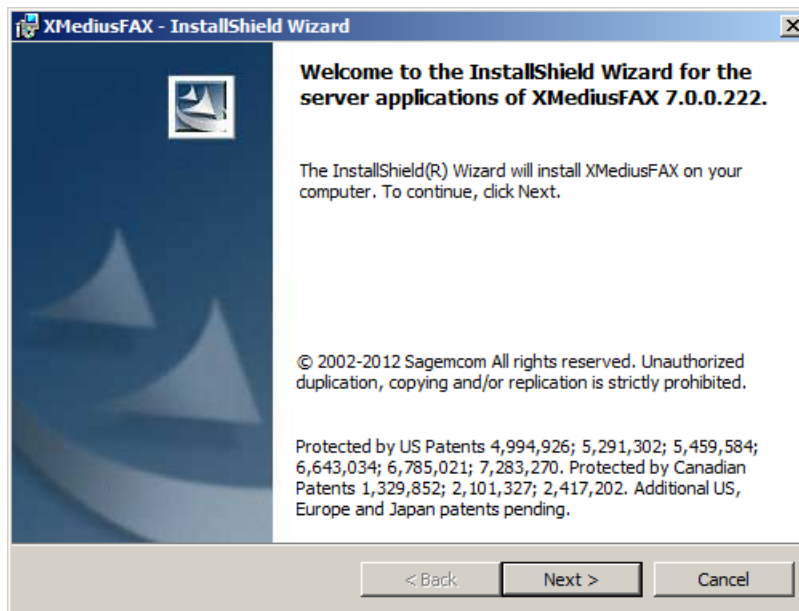 XMediusFAX - InstallShield Wizard
Welcome to the InstallShield Wizard for the
server applications of XMediusFAX 7.0.0.222.
The InstallShield(R) Wizard will install XMediusFAX on your
computer. To continue, click Next.
© 2002-2012 Sagemcom All rights reserved. Unauthorized
duplication, copying and/or replication is strictly prohibited.
Protected by US Patents 4,994,926; 5,291,302; 5,459,584;
6,643,034; 6,785,021; 7,283,270. Protected by Canadian
Patents 1,329,852; 2,101,327; 2,417,202. Additional US,
Europe and Japan patents pending.
< Back Next > Cancel